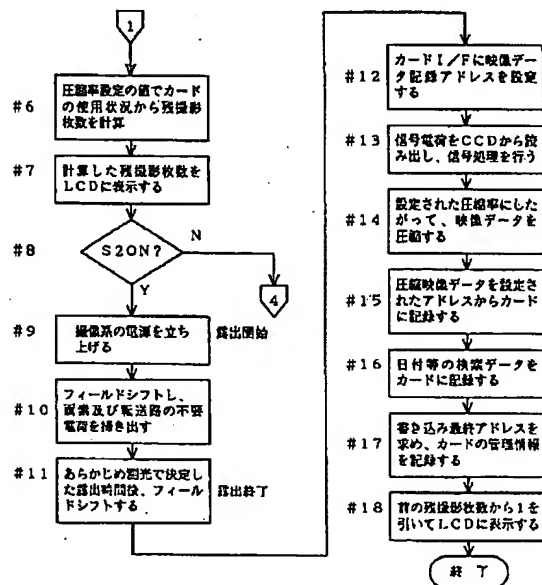 1
#6
圧縮率設定の値でカード
の使用状況から残撮影
枚数を計算
#7
計算した残撮影枚数を
LCDに表示する
#8
S2ON?
N
4
Y
#9
撮像系の電源を立ち
上げる
露出開始
#10
フィールドシフトし、
画素及び転送路の不要
電荷を掃き出す
#11
あらかじめ測光で決定し
た露出時間後、フィール
ドシフトする
露出終了
#12
カードI/Fに映像デー
タ記録アドレスを設定
する
#13
信号電荷をCCDから読
み出し、信号処理を行う
#14
設定された圧縮率にした
がって、映像データを
圧縮する
#15
圧縮映像データを設定さ
れたアドレスからカード
に記録する
#16
日付等の検索データを
カードに記録する
#17
書き込み最終アドレスを
求め、カードの管理情報
を記録する
#18
前の残撮影枚数から1を
引いてLCDに表示する
終了